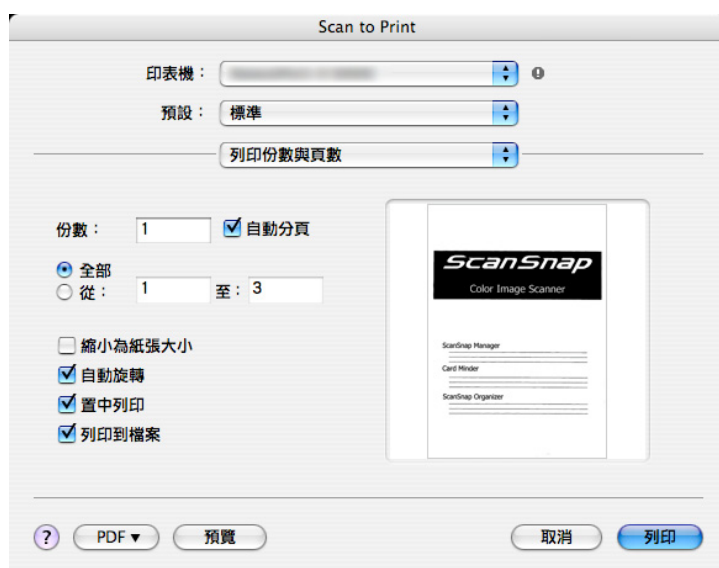 Scan to Print
印表機：
預設： 標準
列印份數與頁數
份數： 1 自動分頁
全部
從： 1 至： 3
縮小為紙張大小
自動旋轉
置中列印
列印到檔案
ScanSnap
Color Image Scanner
ScanSnap Manager
Card Minder
ScanSnap Organizer
? PDF▼ 預覽 取消 列印